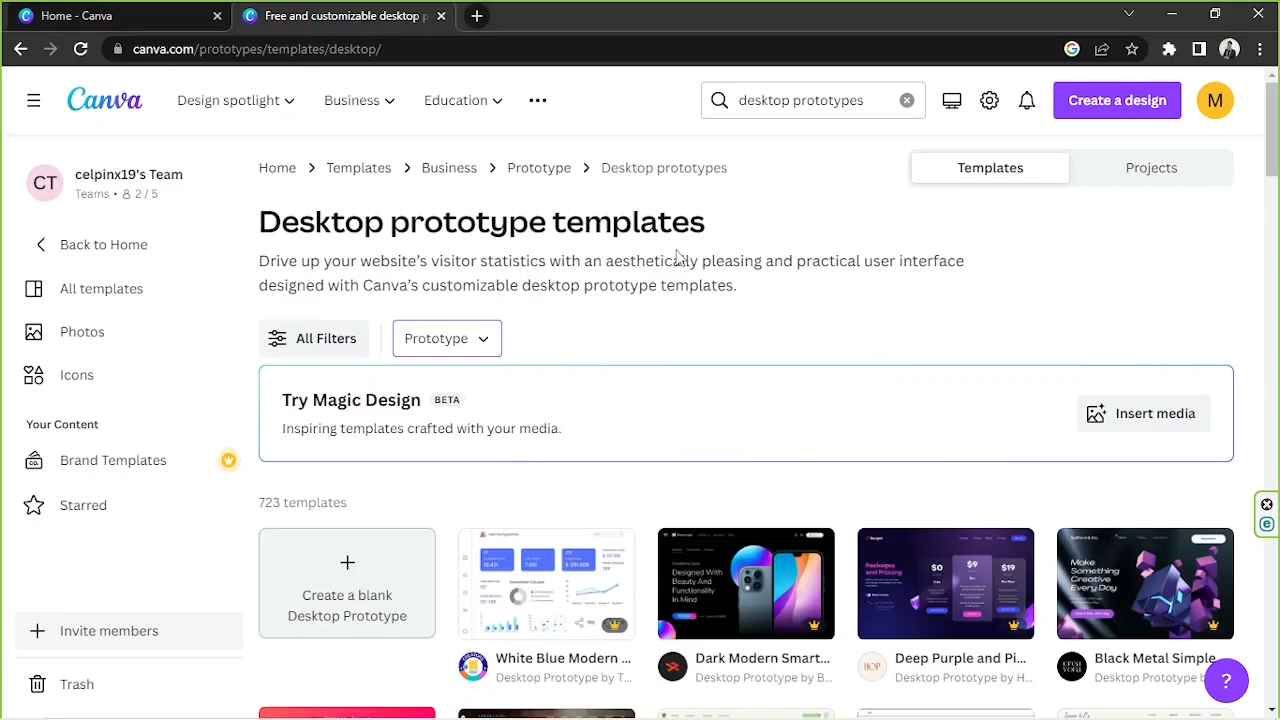 Home - Canva
Free and customizable desktop p
canva.com/prototypes/templates/desktop/
Canva
Design spotlight
Business
Education
desktop prototypes
Create a design
M
CT
celpinx19's Team
Teams • 2 / 5
Back to Home
All templates
Photos
Icons
Your Content
Brand Templates
Starred
Invite members
Trash
Home > Templates > Business > Prototype > Desktop prototypes
Templates
Projects
Desktop prototype templates
Drive up your website's visitor statistics with an aesthetically pleasing and practical user interface
designed with Canva's customizable desktop prototype templates.
All Filters
Prototype
Try Magic Design BETA
Inspiring templates crafted with your media.
Insert media
723 templates
Create a blank
Desktop Prototype
Designed With
Beauty And
Functionality
In Mind
Packages
and Pricing
$0
$9
$19
Make
Something
Creative
Every Day
White Blue Modern ...
Desktop Prototype by T...
Dark Modern Smart...
Desktop Prototype by B...
HOP
Deep Purple and Pi...
Desktop Prototype by H...
Black Metal Simple
Desktop Prototype b
?